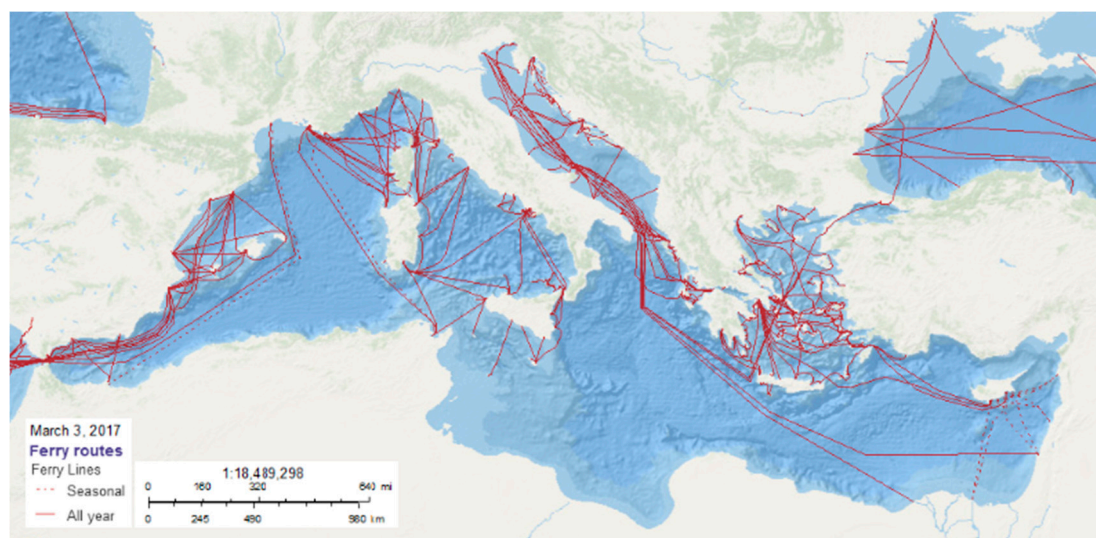 March 3, 2017
Ferry routes
Ferry Lines
Seasonal
All year
1:18,489,298
0 160 320 640 mi
0 245 490 980 km